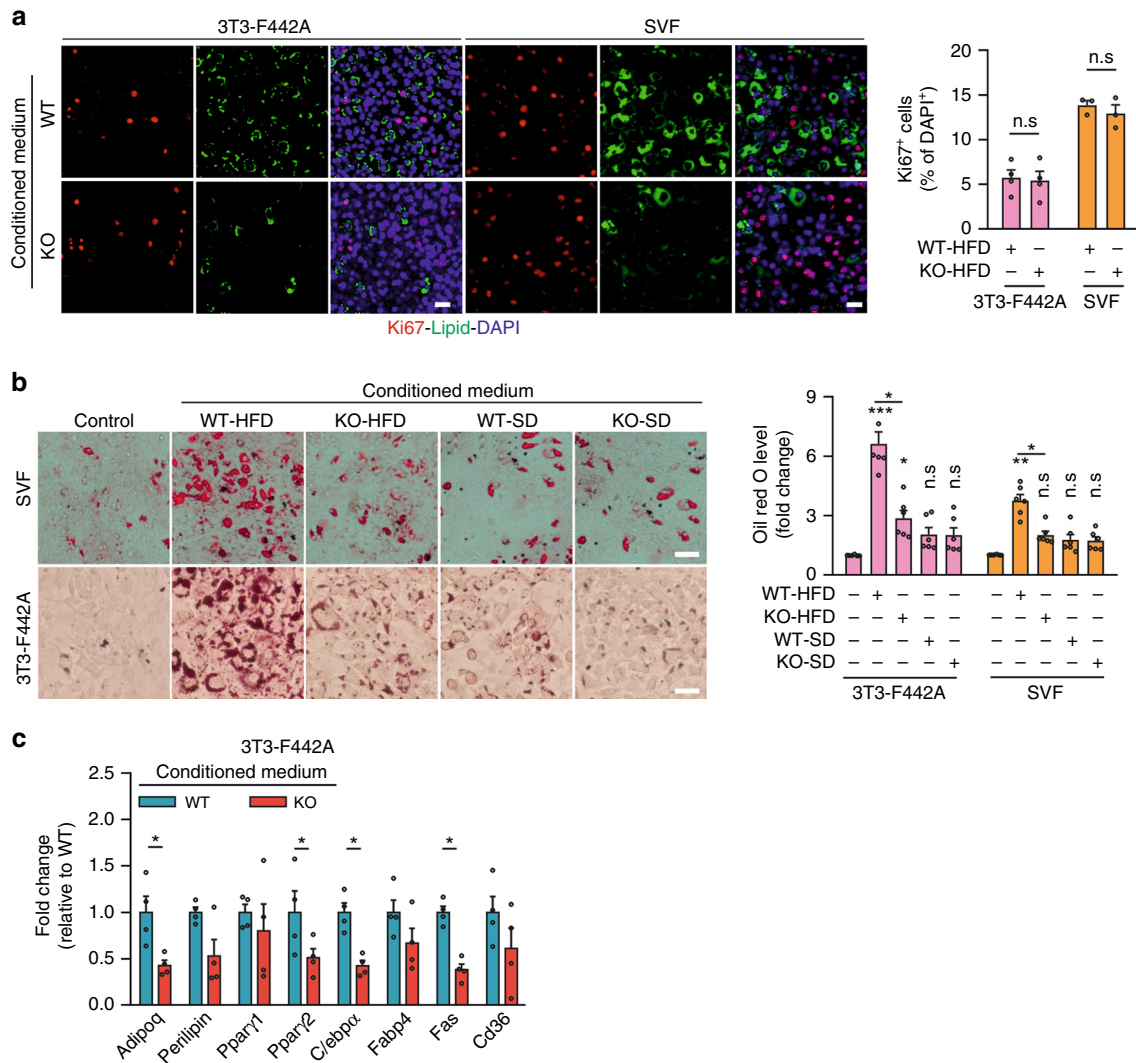 a
3T3-F442A
SVF
Conditioned medium
WT
KO
Ki67-Lipid-DAPI
Ki67⁺ cells
(% of DAPI⁺)
20
15
10
5
0
n.s
n.s
WT-HFD + – + –
KO-HFD – + – +
3T3-F442A SVF
b
Conditioned medium
Control WT-HFD KO-HFD WT-SD KO-SD
SVF
3T3-F442A
Oil red O level
(fold change)
9
6
3
0
*
***
*
n.s
n.s
*
**
n.s
n.s
n.s
WT-HFD – + – – – – + – – –
KO-HFD – – + – – – – + – –
WT-SD – – – + – – – – + –
KO-SD – – – – + – – – – +
3T3-F442A SVF
c
3T3-F442A
Conditioned medium
WT KO
Fold change
(relative to WT)
2.5
2.0
1.5
1.0
0.5
0.0
* * * *
Adipoq Perilipin Pparγ1 Pparγ2 C/ebpα Fabp4 Fas Cd36